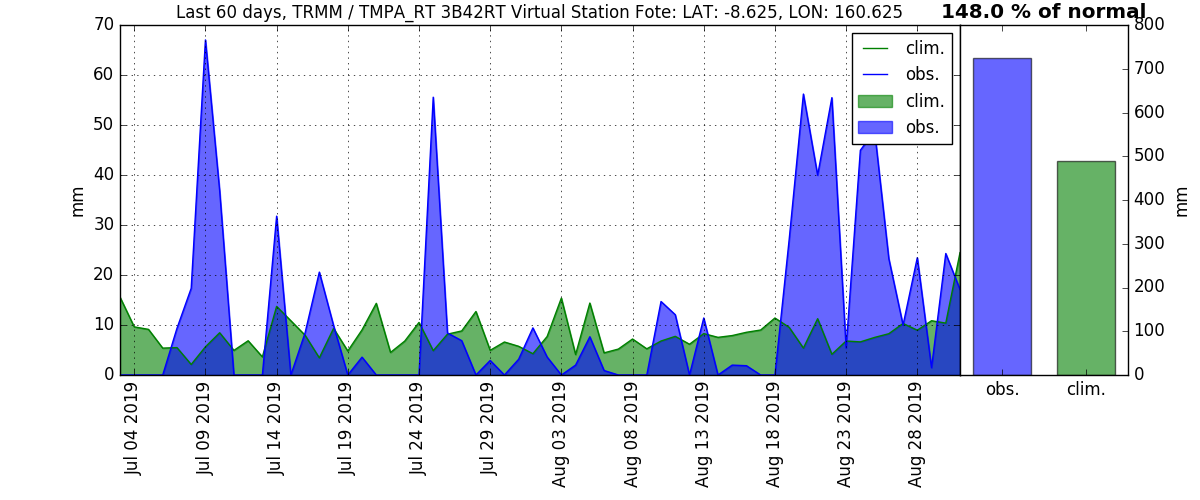 Last 60 days, TRMM / TMPA_RT 3B42RT Virtual Station Fote: LAT: -8.625, LON: 160.625
148.0 % of normal
70
60
50
40
30
20
10
0
mm
clim.
obs.
clim.
obs.
800
700
600
500
400
300
200
100
0
mm
obs.
clim.
Jul 04 2019
Jul 09 2019
Jul 14 2019
Jul 19 2019
Jul 24 2019
Jul 29 2019
Aug 03 2019
Aug 08 2019
Aug 13 2019
Aug 18 2019
Aug 23 2019
Aug 28 2019